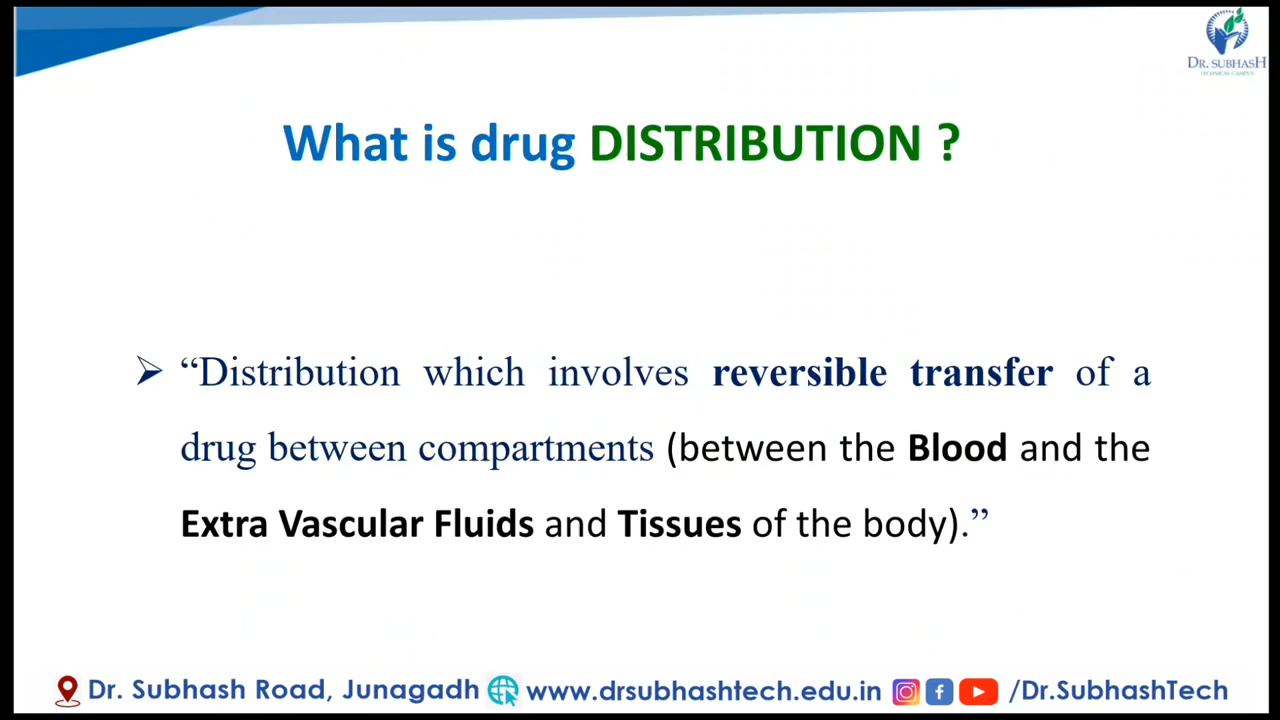 DR. SUBHASH
TECHNICAL CAMPUS
What is drug DISTRIBUTION ?
“Distribution which involves reversible transfer of a
drug between compartments (between the Blood and the
Extra Vascular Fluids and Tissues of the body).”
Dr. Subhash Road, Junagadh www.drsubhashtech.edu.in /Dr.SubhashTech